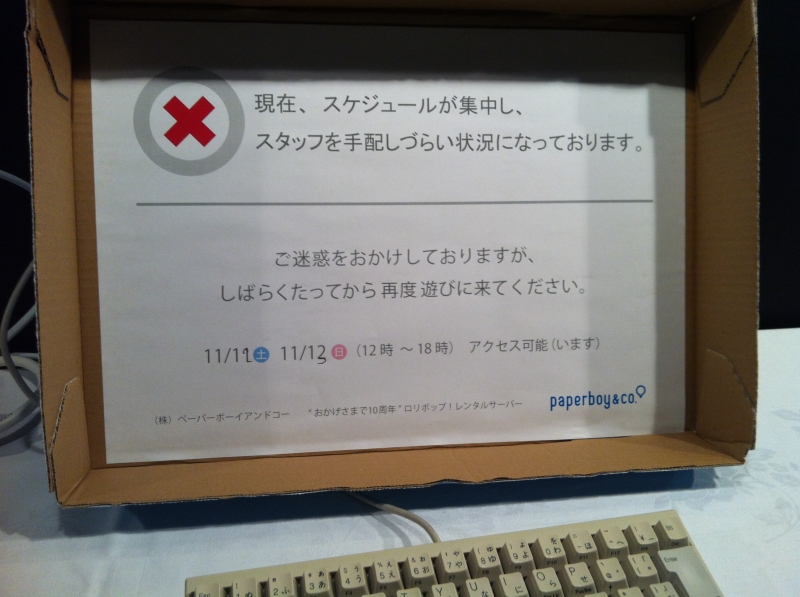 現在、スケジュールが集中し、
スタッフを手配しづらい状況になっております。
ご迷惑をおかけしておりますが、
しばらくたってから再度遊びに来てください。
11/12 土 11/13 日 (12時 〜18時) アクセス可能(います)
(株) ペーパーボーイアンドコー "おかげさまで10周年" ロリポップ!レンタルサーバー
paperboy&co.